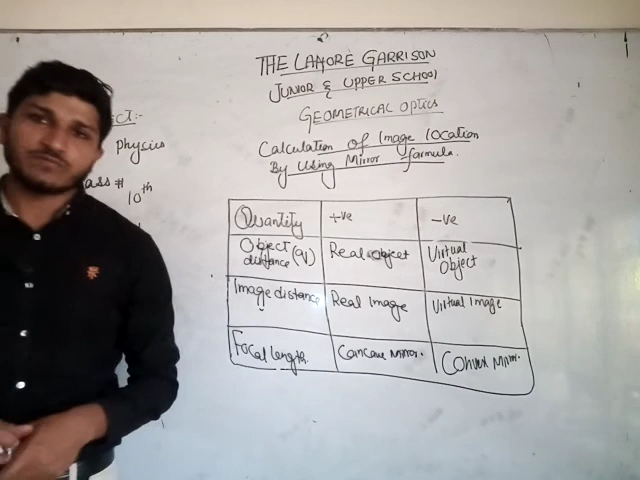 THE LAHORE GARRISON
JUNIOR & UPPER SCHOOL
GEOMETRICAL OPTICS
Calculation of Image location
By Using Mirror formula.
ECT:-
Physics
ass #
10th
Quantity +ve -ve
Object distance (q) Real object Virtual Object
Image distance Real Image Virtual Image
Focal length. Concave Mirror. Convex Mirror.